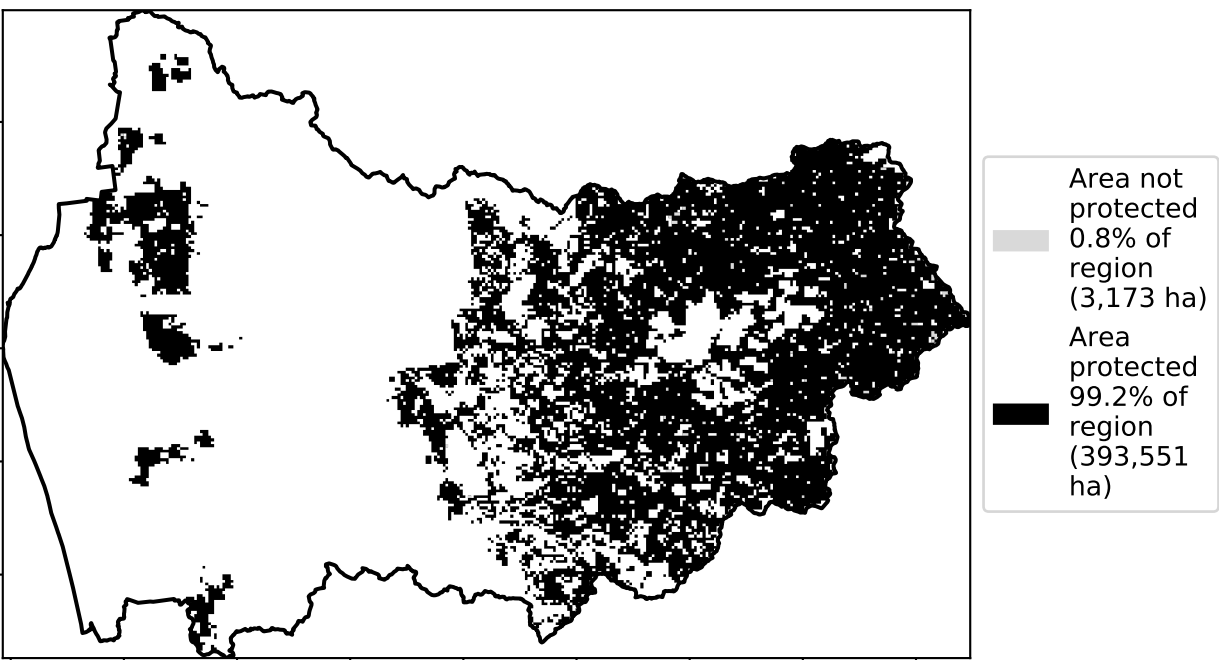 Area not
protected
0.8% of
region
(3,173 ha)
Area
protected
99.2% of
region
(393,551
ha)